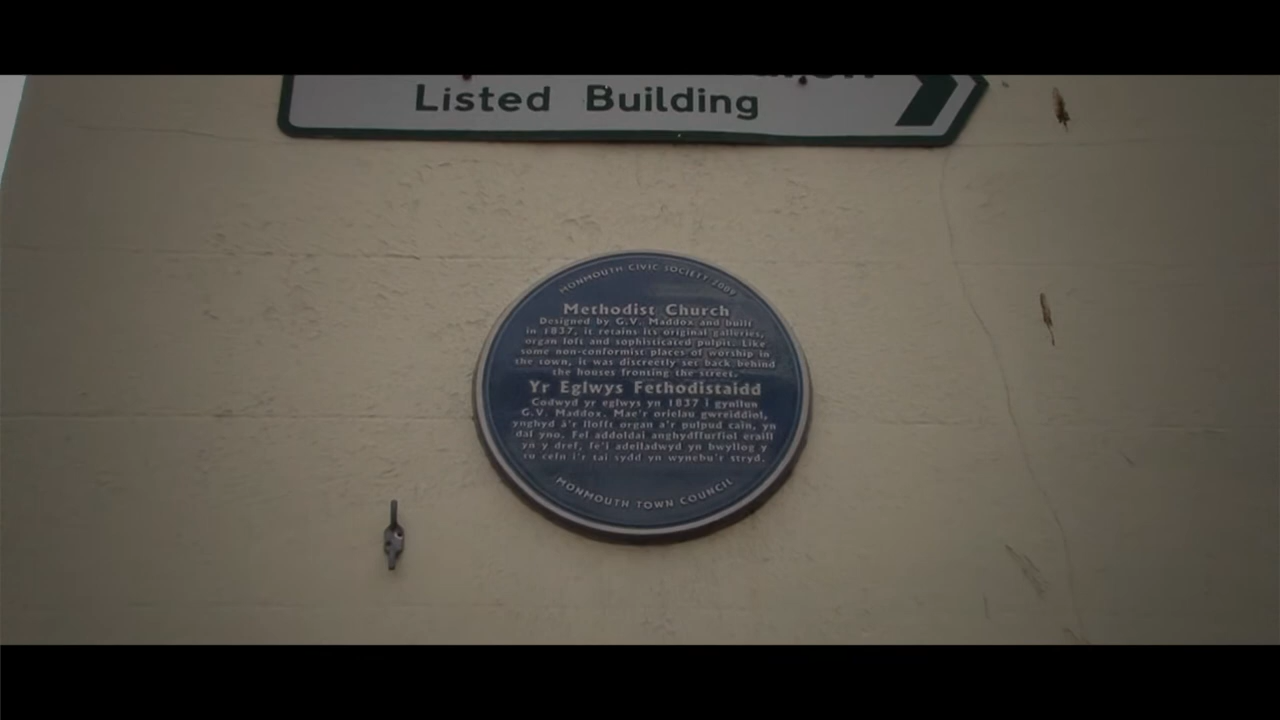 Listed Building
MONMOUTH CIVIC SOCIETY 2009
Methodist Church
Designed by G.V. Maddox and built
in 1837, it retains its original galleries,
organ loft and sophisticated pulpit. Like
some non-conformist places of worship in
the town, it was discreetly set back behind
the houses fronting the street.
Yr Eglwys Fethodistaidd
Codwyd yr eglwys yn 1837 i gynllun
G.V. Maddox. Mae'r orielau gwreiddiol,
ynghyd â'r llofft organ a'r pulpud cain, yn
dal yno. Fel addoldai anghydffurfiol eraill
yn y dref, fe'i adeiladwyd yn bwyllog y
tu cefn i'r tai sydd yn wynebu'r stryd.
MONMOUTH TOWN COUNCIL